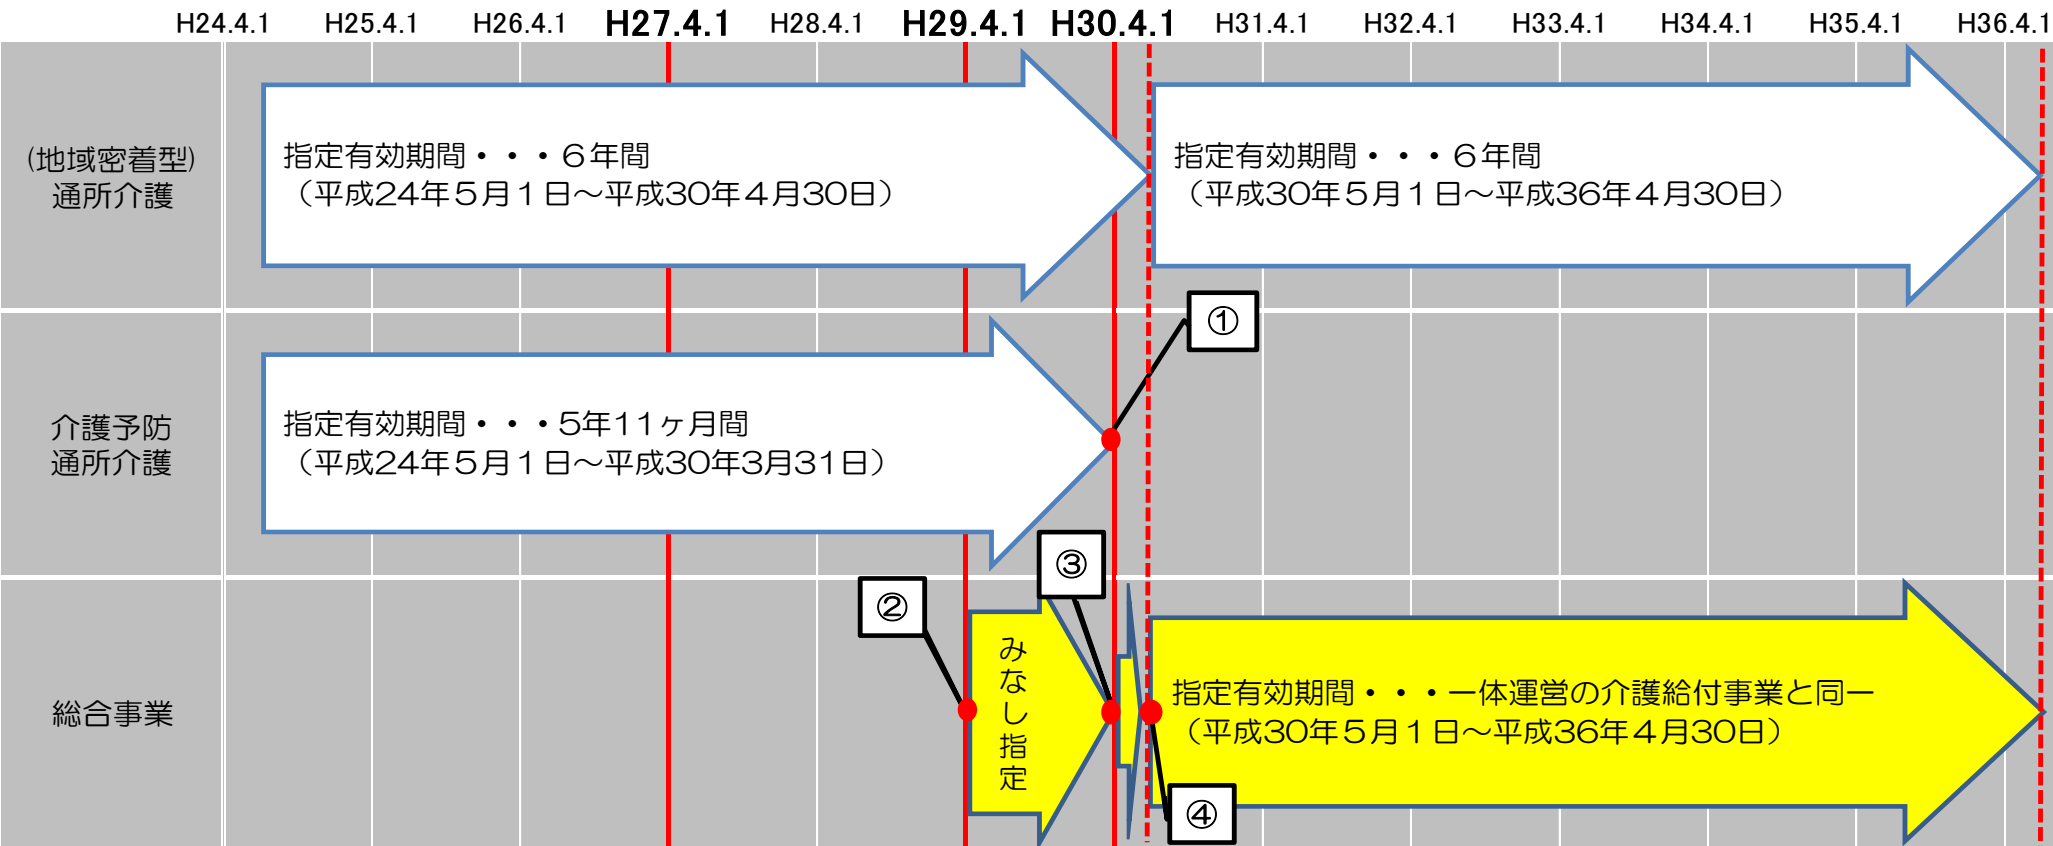 H24.4.1 H25.4.1 H26.4.1 H27.4.1 H28.4.1 H29.4.1 H30.4.1 H31.4.1 H32.4.1 H33.4.1 H34.4.1 H35.4.1 H36.4.1
(地域密着型)
通所介護
指定有効期間・・・６年間
（平成24年５月１日～平成30年４月30日）
指定有効期間・・・６年間
（平成30年５月１日～平成36年４月30日）
①
介護予防
通所介護
指定有効期間・・・5年11ヶ月間
（平成24年５月１日～平成30年3月31日）
③
②
総合事業
みなし指定
指定有効期間・・・一体運営の介護給付事業と同一
（平成30年５月１日～平成36年４月30日）
④